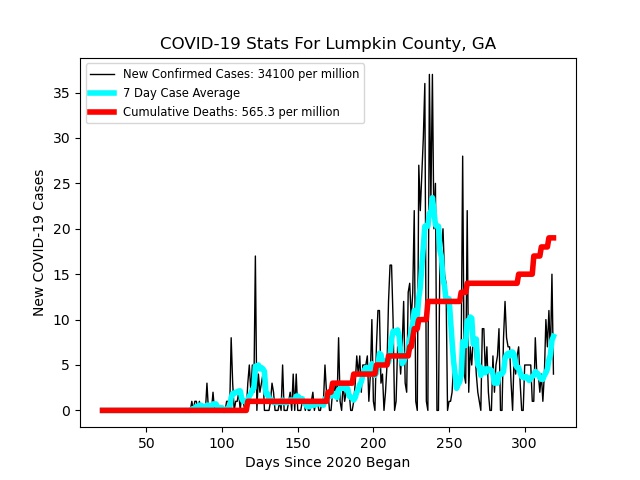 COVID-19 Stats For Lumpkin County, GA
New Confirmed Cases: 34100 per million
7 Day Case Average
Cumulative Deaths: 565.3 per million
New COVID-19 Cases
35
30
25
20
15
10
5
0
50
100
150
200
250
300
Days Since 2020 Began